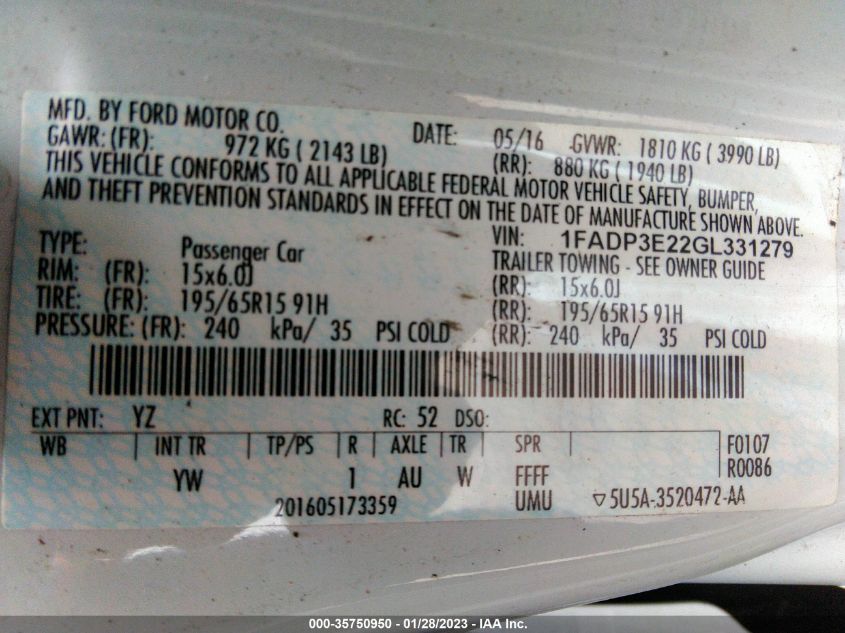 MFD. BY FORD MOTOR CO.
DATE: 05/16 GVWR: 1810 KG ( 3990 LB)
GAWR: (FR): 972 KG ( 2143 LB) (RR): 880 KG ( 1940 LB)
THIS VEHICLE CONFORMS TO ALL APPLICABLE FEDERAL MOTOR VEHICLE SAFETY, BUMPER,
AND THEFT PREVENTION STANDARDS IN EFFECT ON THE DATE OF MANUFACTURE SHOWN ABOVE.
VIN: 1FADP3E22GL331279
TYPE: Passenger Car TRAILER TOWING - SEE OWNER GUIDE
RIM: (FR): 15x6.0J (RR): 15x6.0J
TIRE: (FR): 195/65R15 91H (RR): 195/65R15 91H
PRESSURE: (FR): 240 kPa/ 35 PSI COLD (RR): 240 kPa/ 35 PSI COLD
EXT PNT: YZ RC: 52 DSO:
WB INT TR TP/PS R AXLE TR SPR F0107
YW 1 AU W FFFF R0086
201605173359 UMU ▽5U5A-3520472-AA
000-35750950 - 01/28/2023 - IAA Inc.